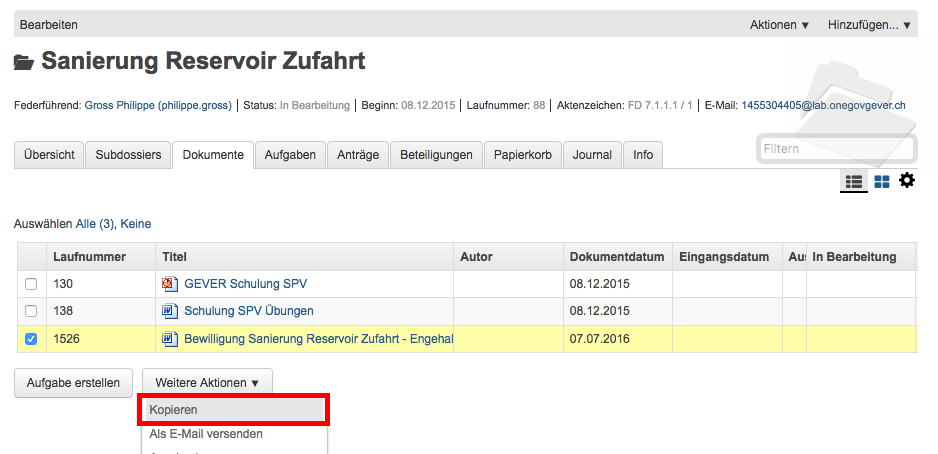 Bearbeiten Aktionen ▼ Hinzufügen... ▼
Sanierung Reservoir Zufahrt
Federführend: Gross Philippe (philippe.gross) | Status: In Bearbeitung | Beginn: 08.12.2015 | Laufnummer: 88 | Aktenzeichen: FD 7.1.1.1 / 1 | E-Mail: 1455304405@lab.onegovgever.ch
Übersicht Subdossiers Dokumente Aufgaben Anträge Beteiligungen Papierkorb Journal Info Filtern
Auswählen Alle (3), Keine
Laufnummer Titel Autor Dokumentdatum Eingangsdatum Aus In Bearbeitung
130 GEVER Schulung SPV 08.12.2015
138 Schulung SPV Übungen 08.12.2015
1526 Bewilligung Sanierung Reservoir Zufahrt - Engehal 07.07.2016
Aufgabe erstellen Weitere Aktionen ▼
Kopieren
Als E-Mail versenden